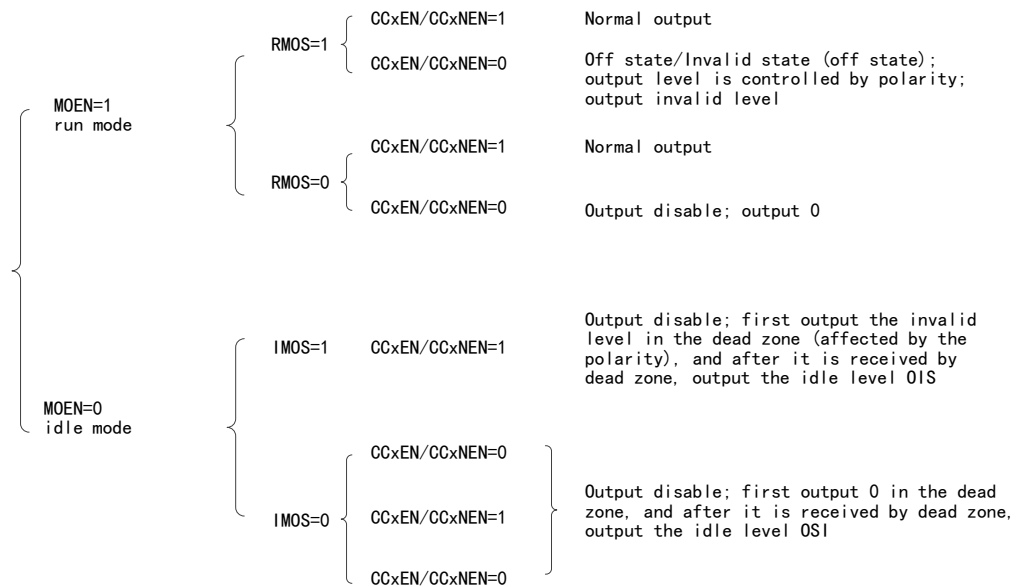 CCxEN/CCxNEN=1 Normal output
RMOS=1
CCxEN/CCxNEN=0 Off state/Invalid state (off state);
output level is controlled by polarity;
output invalid level
MOEN=1
run mode
CCxEN/CCxNEN=1 Normal output
RMOS=0
CCxEN/CCxNEN=0 Output disable; output 0
Output disable; first output the invalid
level in the dead zone (affected by the
polarity), and after it is received by
dead zone, output the idle level OIS
IMOS=1 CCxEN/CCxNEN=1
MOEN=0
idle mode
CCxEN/CCxNEN=0
IMOS=0 CCxEN/CCxNEN=1
CCxEN/CCxNEN=0
Output disable; first output 0 in the dead
zone, and after it is received by dead zone,
output the idle level OSI